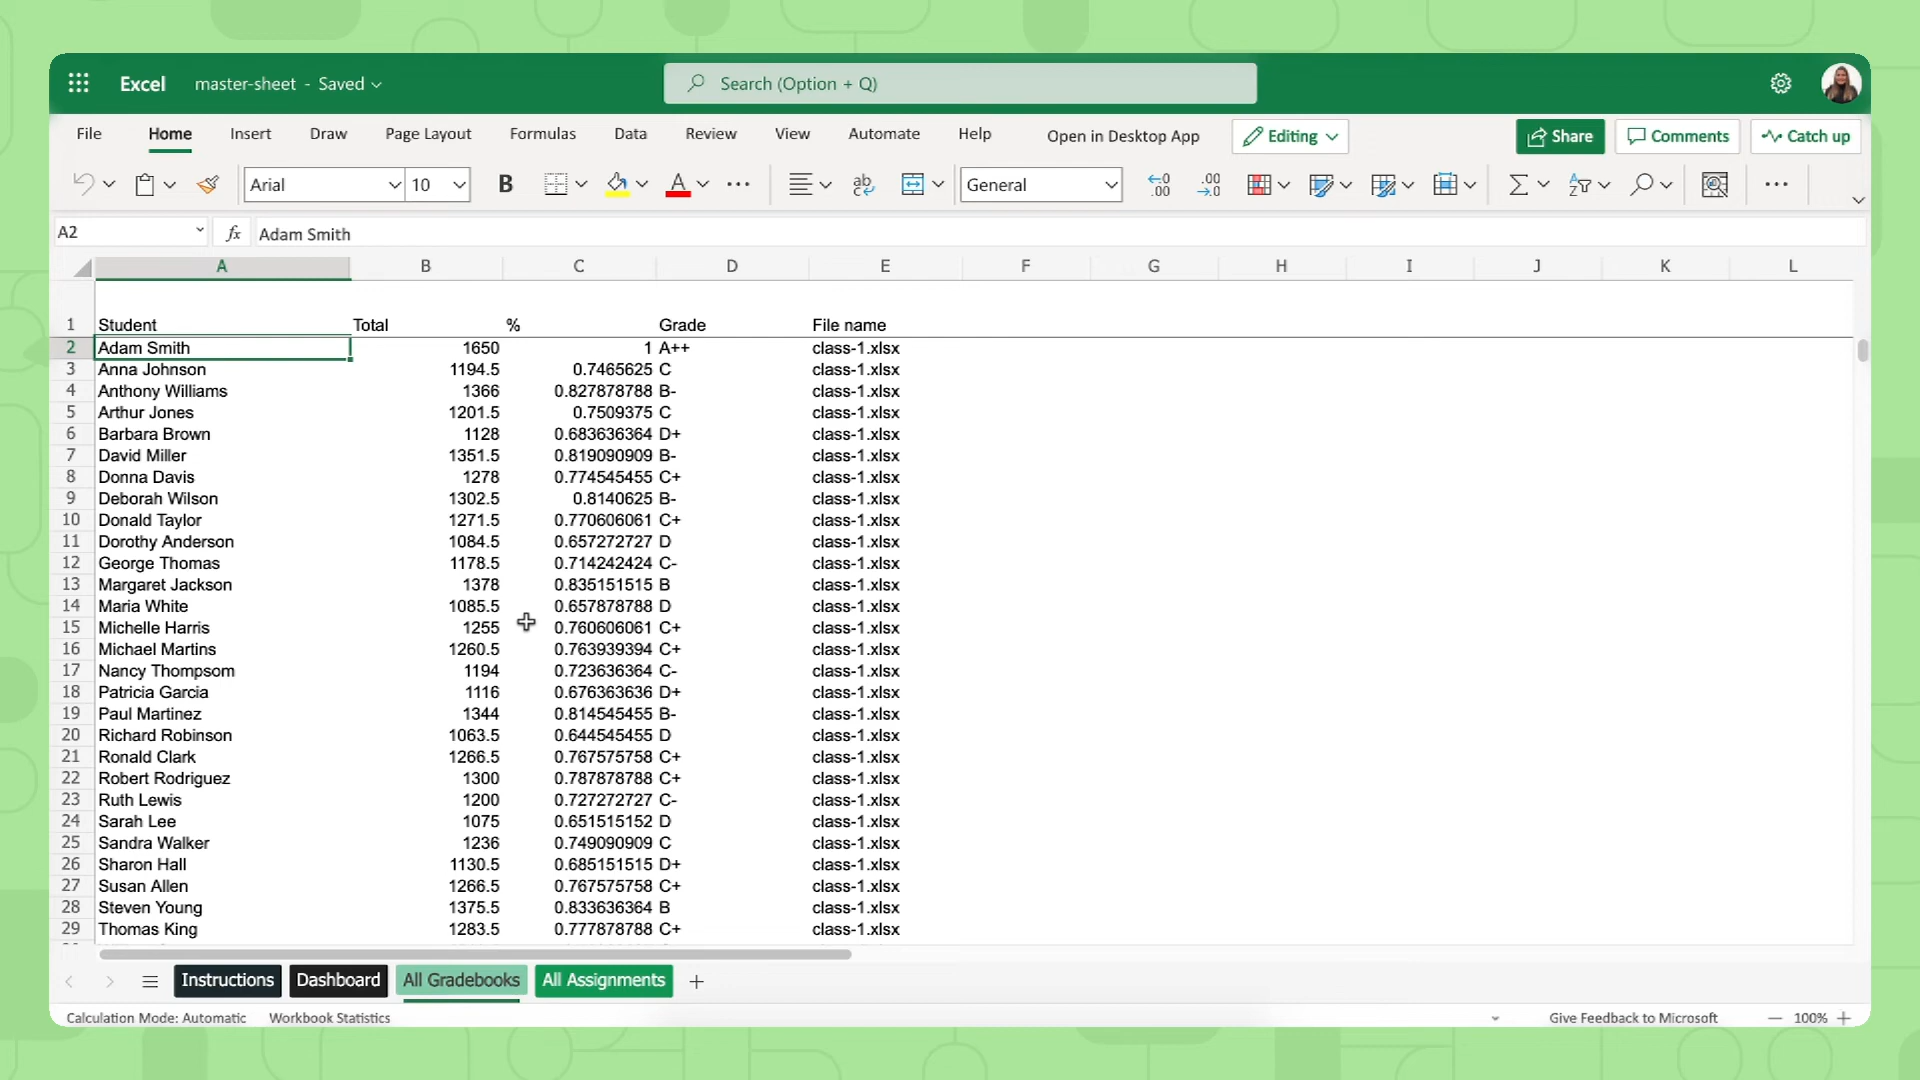 Excel master-sheet - Saved Search (Option + Q)
File Home Insert Draw Page Layout Formulas Data Review View Automate Help Open in Desktop App Editing Share Comments Catch up
Arial 10 B A ab General
A2 fx Adam Smith
A B C D E F G H I J K L
1 Student Total % Grade File name
2 Adam Smith 1650 1 A++ class-1.xlsx
3 Anna Johnson 1194.5 0.7465625 C class-1.xlsx
4 Anthony Williams 1366 0.827878788 B- class-1.xlsx
5 Arthur Jones 1201.5 0.7509375 C class-1.xlsx
6 Barbara Brown 1128 0.683636364 D+ class-1.xlsx
7 David Miller 1351.5 0.819090909 B- class-1.xlsx
8 Donna Davis 1278 0.774545455 C+ class-1.xlsx
9 Deborah Wilson 1302.5 0.8140625 B- class-1.xlsx
10 Donald Taylor 1271.5 0.770606061 C+ class-1.xlsx
11 Dorothy Anderson 1084.5 0.657272727 D class-1.xlsx
12 George Thomas 1178.5 0.714242424 C- class-1.xlsx
13 Margaret Jackson 1378 0.835151515 B class-1.xlsx
14 Maria White 1085.5 0.657878788 D class-1.xlsx
15 Michelle Harris 1255 0.760606061 C+ class-1.xlsx
16 Michael Martins 1260.5 0.763939394 C+ class-1.xlsx
17 Nancy Thompsom 1194 0.723636364 C- class-1.xlsx
18 Patricia Garcia 1116 0.676363636 D+ class-1.xlsx
19 Paul Martinez 1344 0.814545455 B- class-1.xlsx
20 Richard Robinson 1063.5 0.644545455 D class-1.xlsx
21 Ronald Clark 1266.5 0.767575758 C+ class-1.xlsx
22 Robert Rodriguez 1300 0.787878788 C+ class-1.xlsx
23 Ruth Lewis 1200 0.727272727 C- class-1.xlsx
24 Sarah Lee 1075 0.651515152 D class-1.xlsx
25 Sandra Walker 1236 0.749090909 C class-1.xlsx
26 Sharon Hall 1130.5 0.685151515 D+ class-1.xlsx
27 Susan Allen 1266.5 0.767575758 C+ class-1.xlsx
28 Steven Young 1375.5 0.833636364 B class-1.xlsx
29 Thomas King 1283.5 0.777878788 C+ class-1.xlsx
Instructions Dashboard All Gradebooks All Assignments
Calculation Mode: Automatic Workbook Statistics Give Feedback to Microsoft 100%